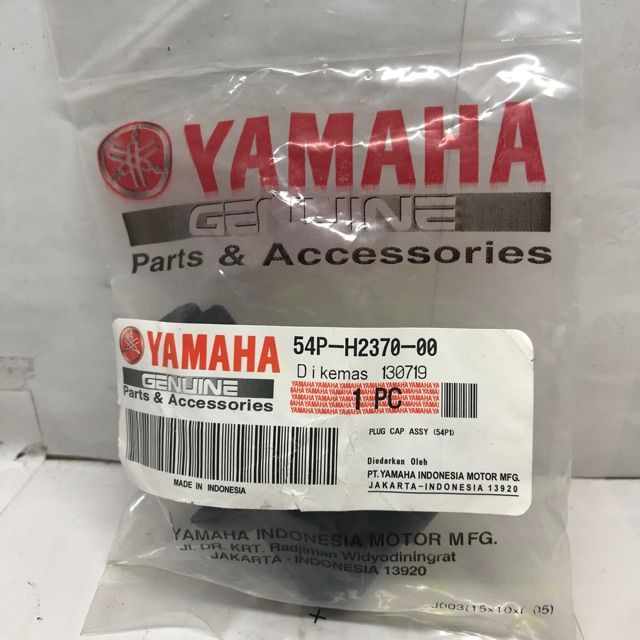 YAMAHA
GENUINE
Parts & Accessories
YAMAHA
GENUINE
Parts & Accessories
MADE IN INDONESIA
54P-H2370-00
Dikemas 130719
1 PC
PLUG CAP ASSY (54P1)
Diedarkan Oleh
PT.YAMAHA INDONESIA MOTOR MFG.
JAKARTA-INDONESIA 13920
YAMAHA INDONESIA MOTOR MFG.
JL. DR. KRT. Radjiman Widyodiningrat
JAKARTA - INDONESIA 13920